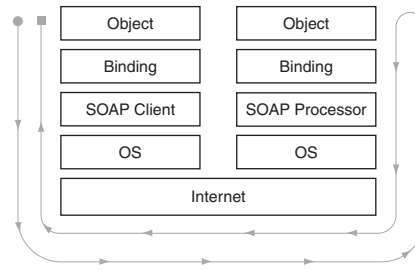 Object Object
Binding Binding
SOAP Client SOAP Processor
OS OS
Internet